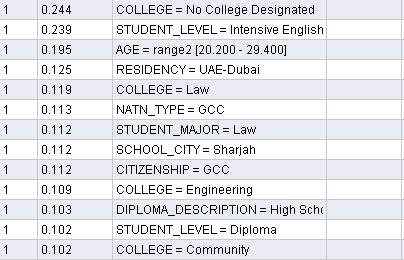 1 0.244 COLLEGE = No College Designated
1 0.239 STUDENT_LEVEL = Intensive English
1 0.195 AGE = range2 [20.200 - 29.400]
1 0.125 RESIDENCY = UAE-Dubai
1 0.119 COLLEGE = Law
1 0.113 NATN_TYPE = GCC
1 0.112 STUDENT_MAJOR = Law
1 0.112 SCHOOL_CITY = Sharjah
1 0.112 CITIZENSHIP = GCC
1 0.109 COLLEGE = Engineering
1 0.103 DIPLOMA_DESCRIPTION = High Scho
1 0.102 STUDENT_LEVEL = Diploma
1 0.102 COLLEGE = Community